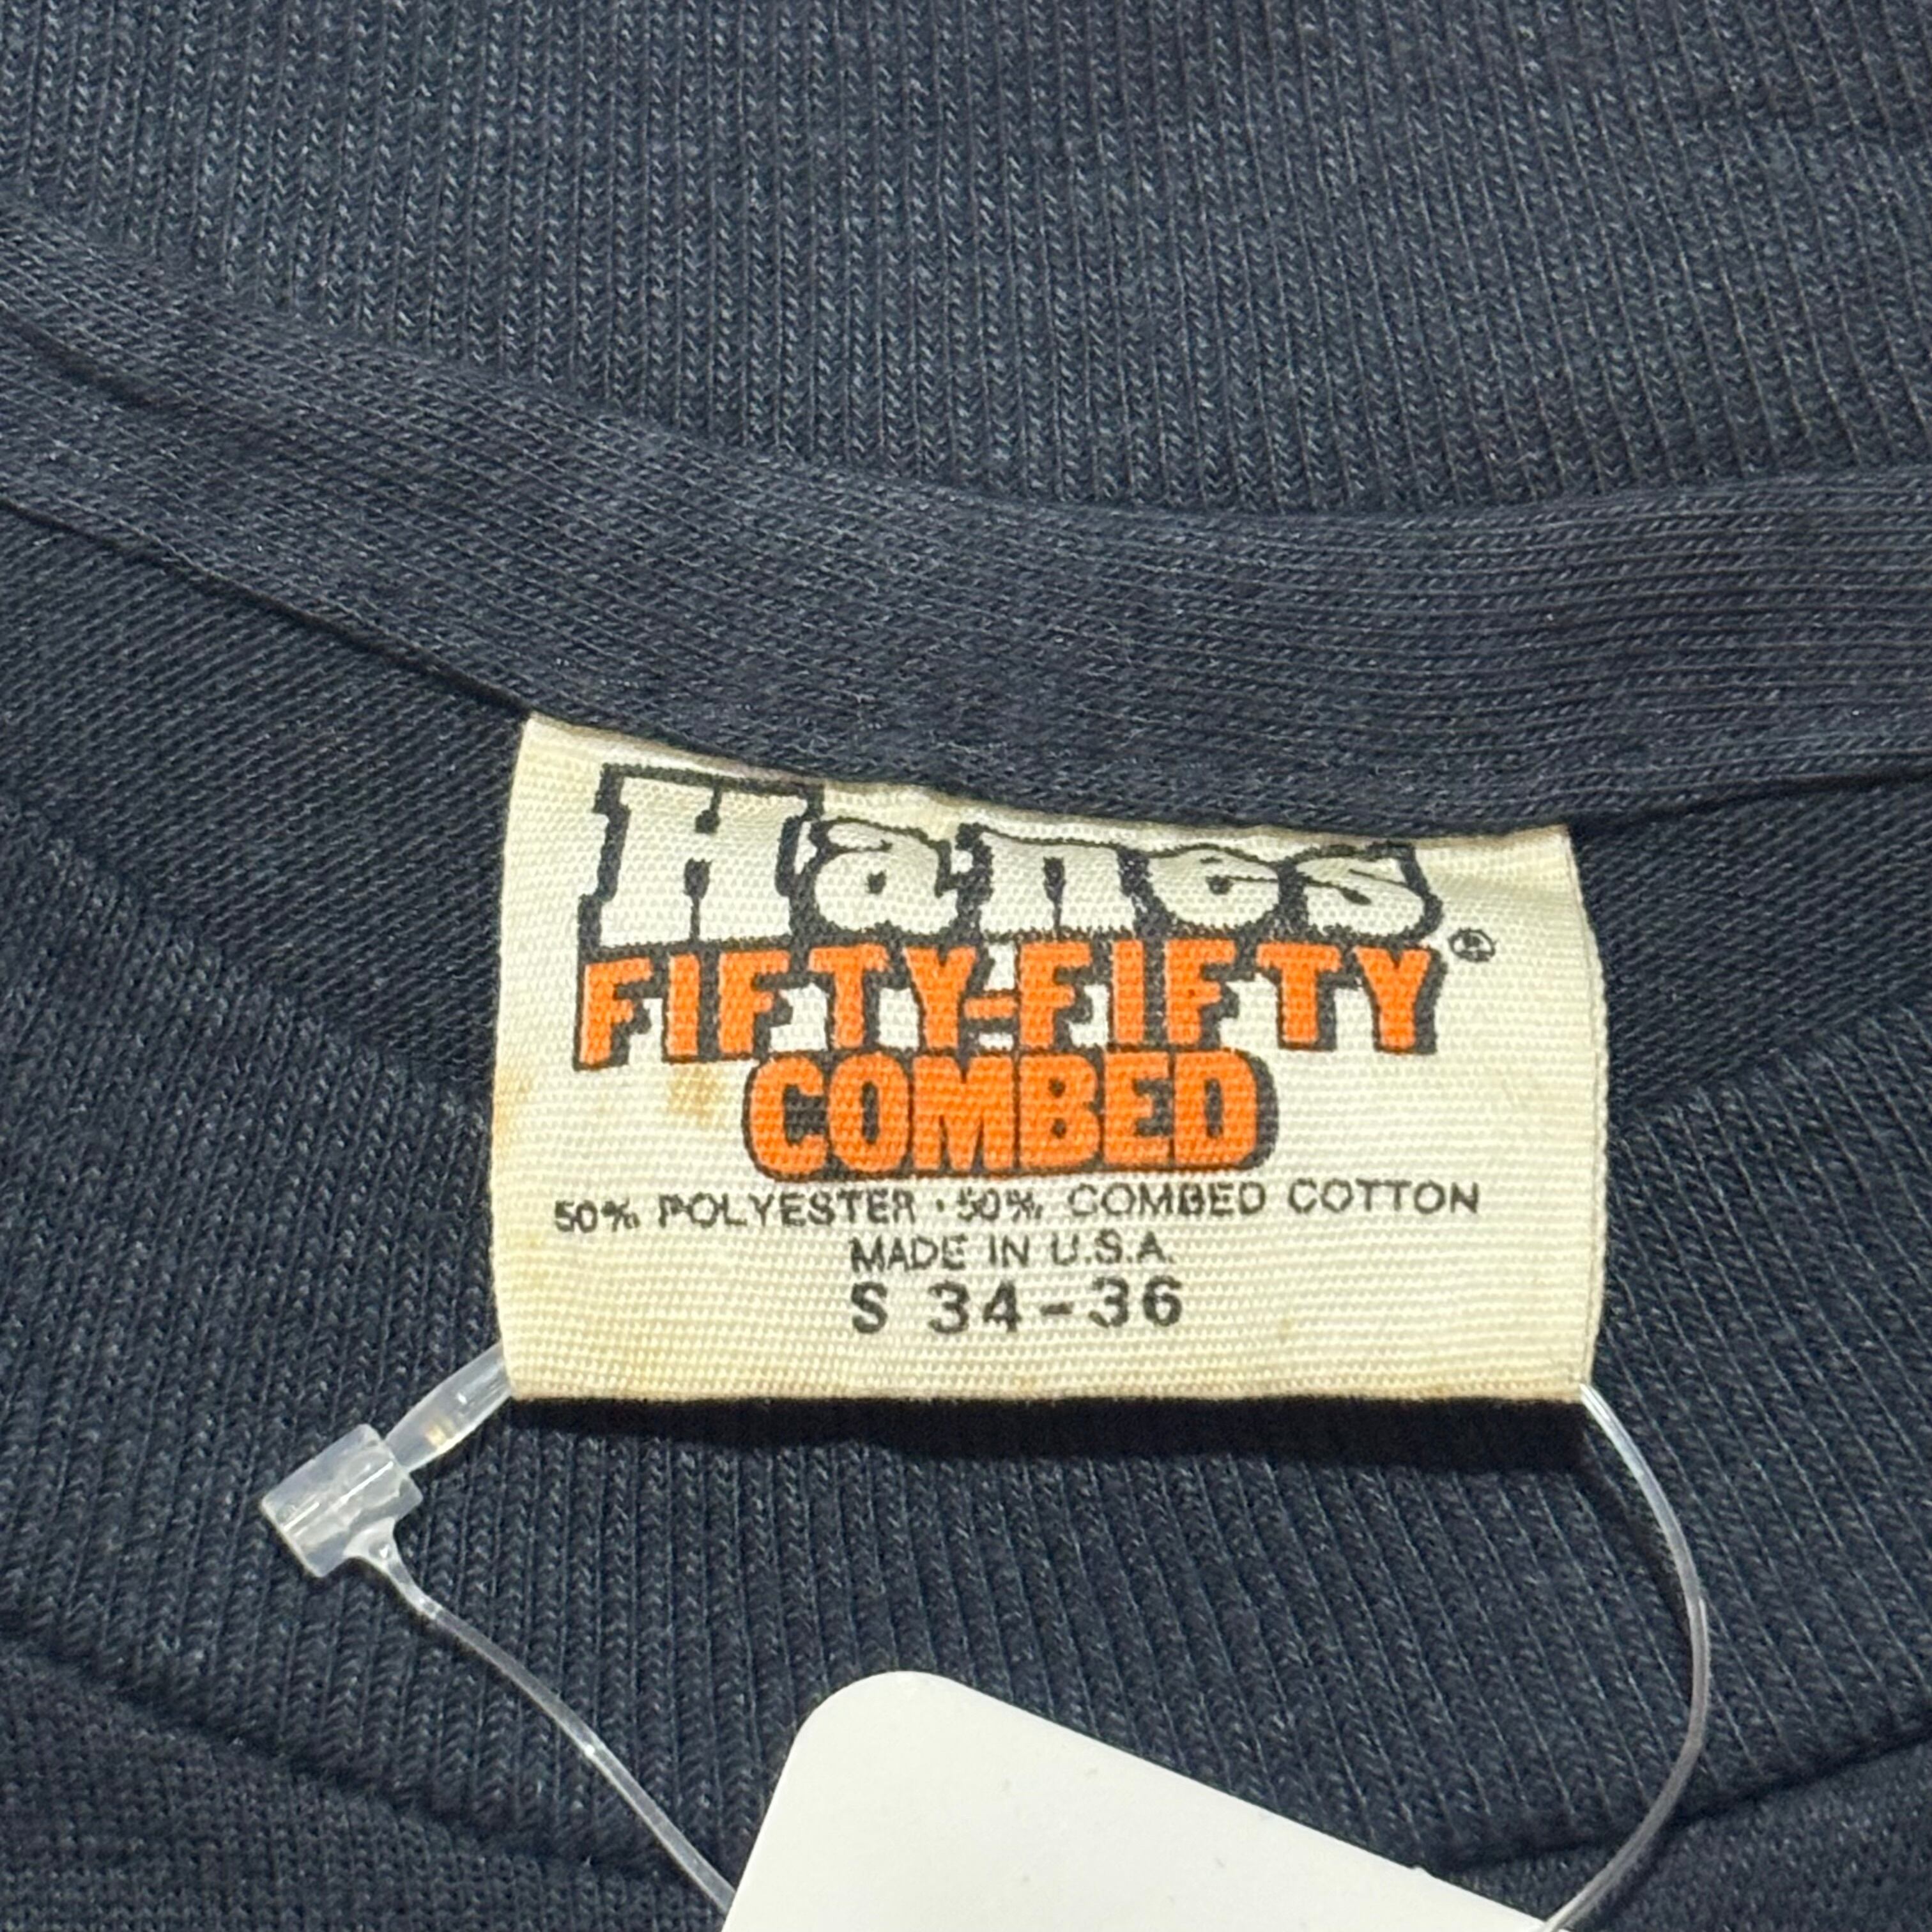 Hanes®
FIFTY-FIFTY
COMBED
50% POLYESTER · 50% COMBED COTTON
MADE IN U.S.A.
S 34-36